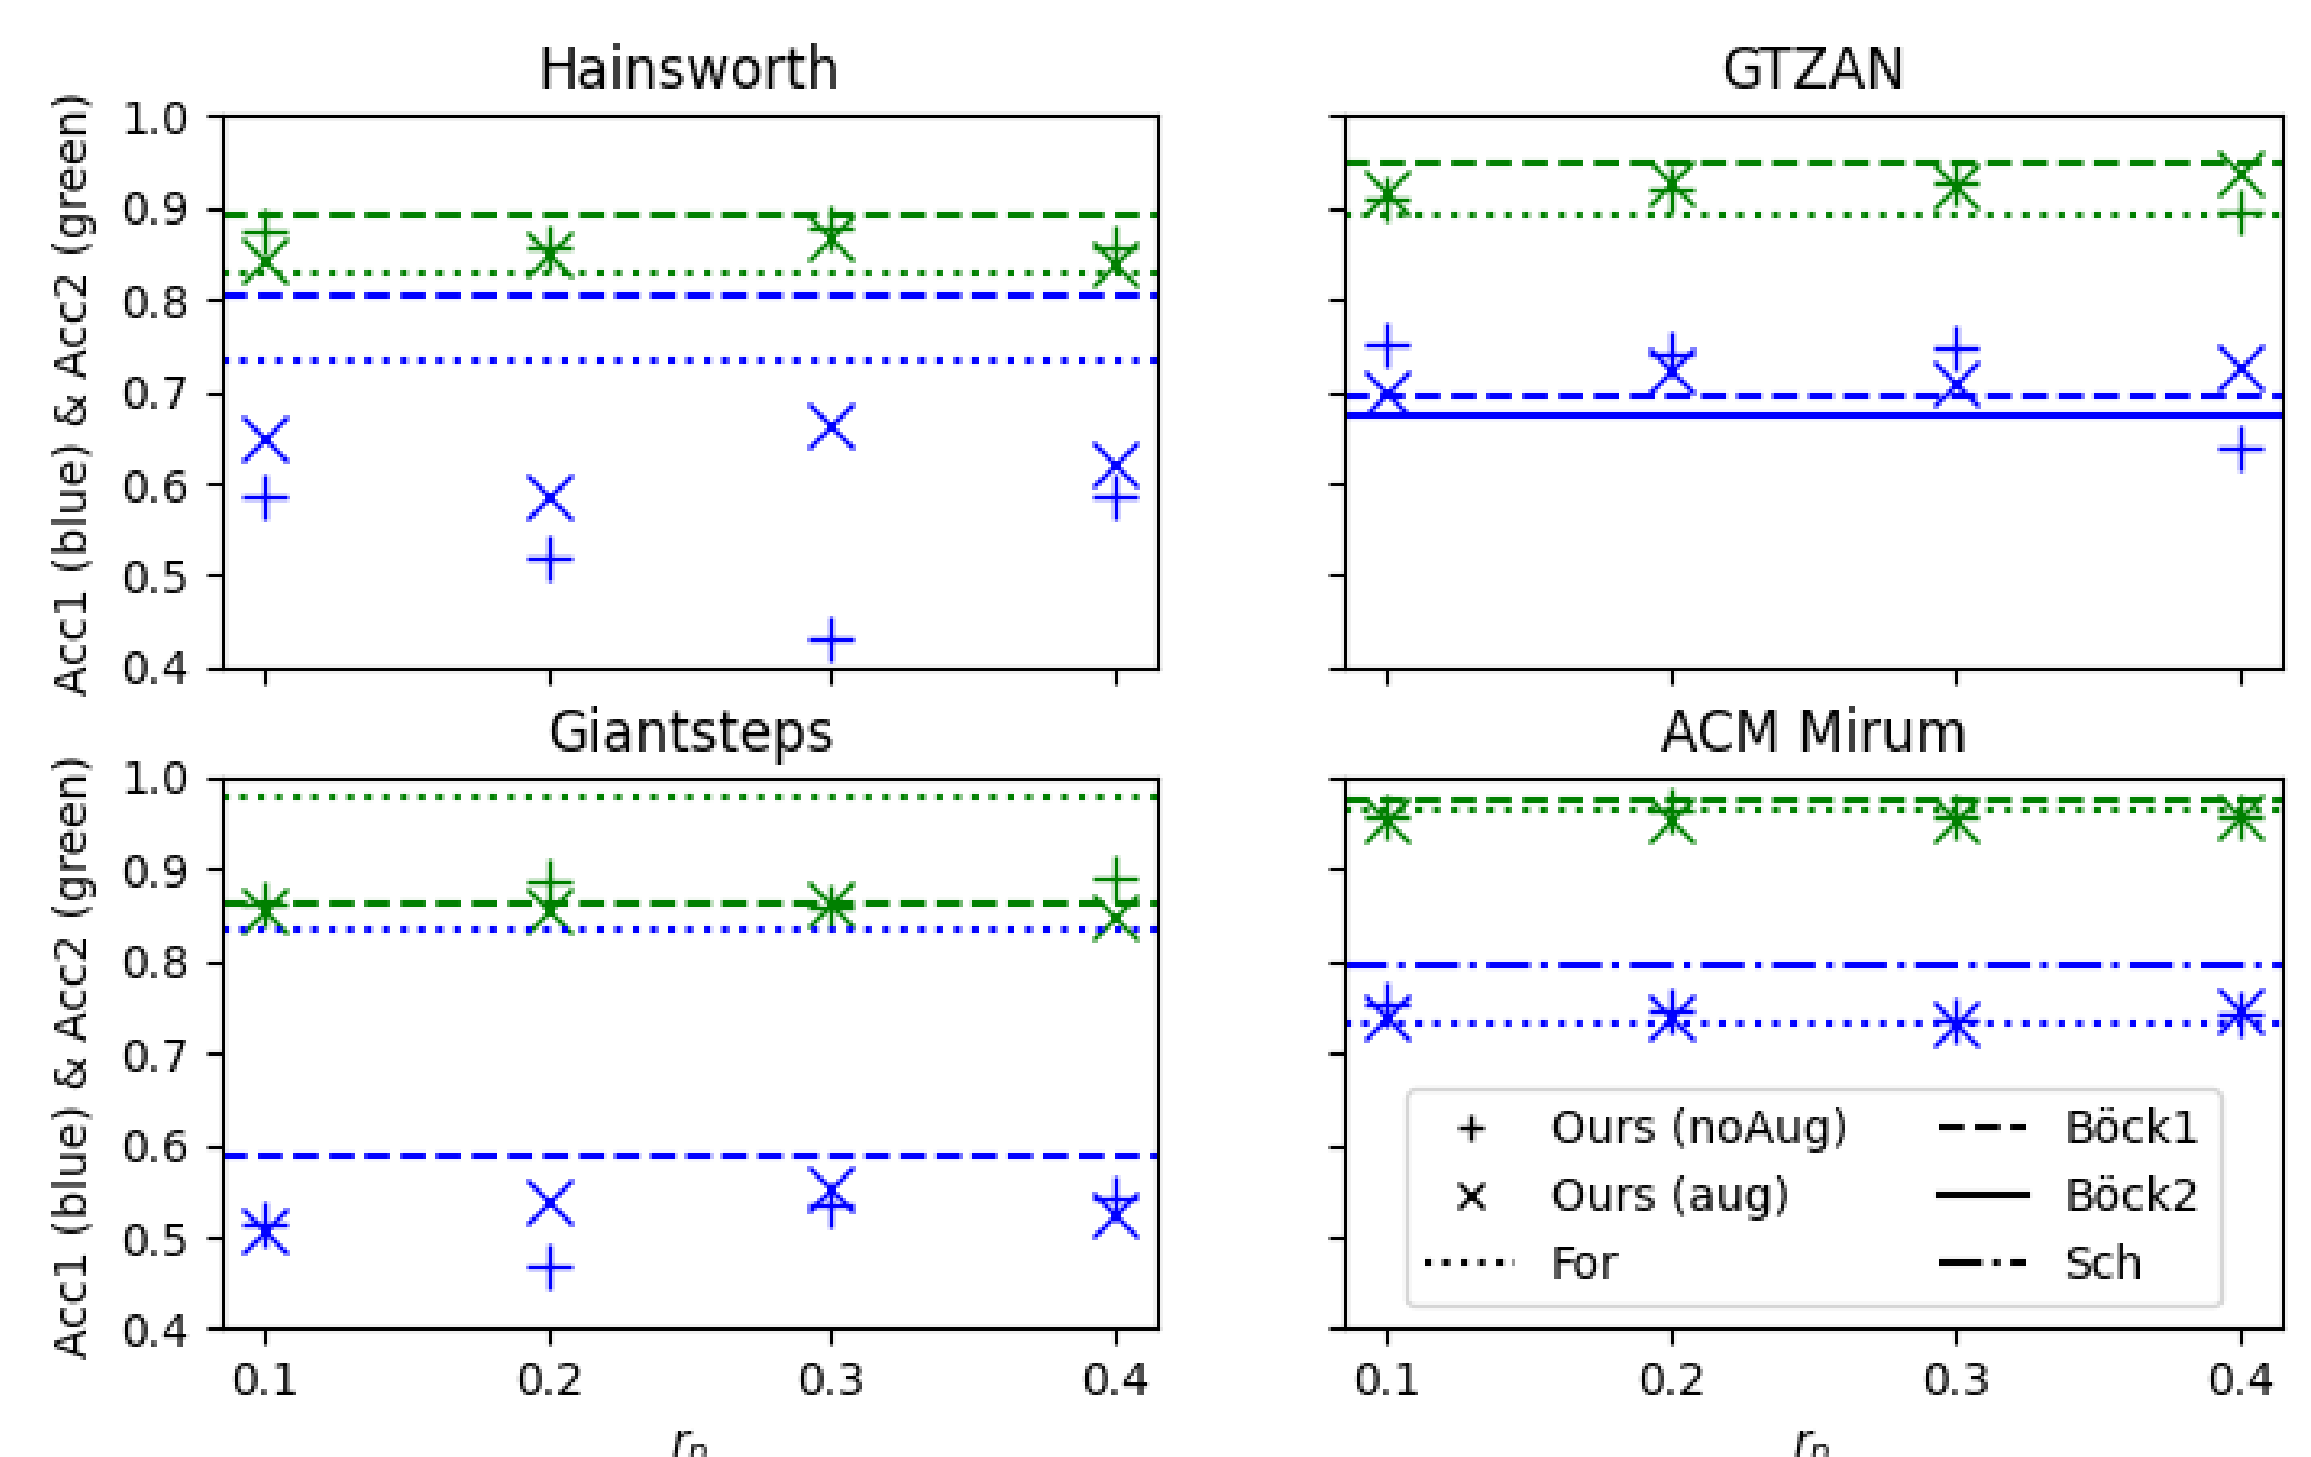 Hainsworth
GTZAN
Acc1 (blue) & Acc2 (green)
1.0
0.9
0.8
0.7
0.6
0.5
0.4
Giantsteps
ACM Mirum
Acc1 (blue) & Acc2 (green)
1.0
0.9
0.8
0.7
0.6
0.5
0.4
Ours (noAug)
Böck1
Ours (aug)
Böck2
For
Sch
0.1 0.2 0.3 0.4
0.1 0.2 0.3 0.4